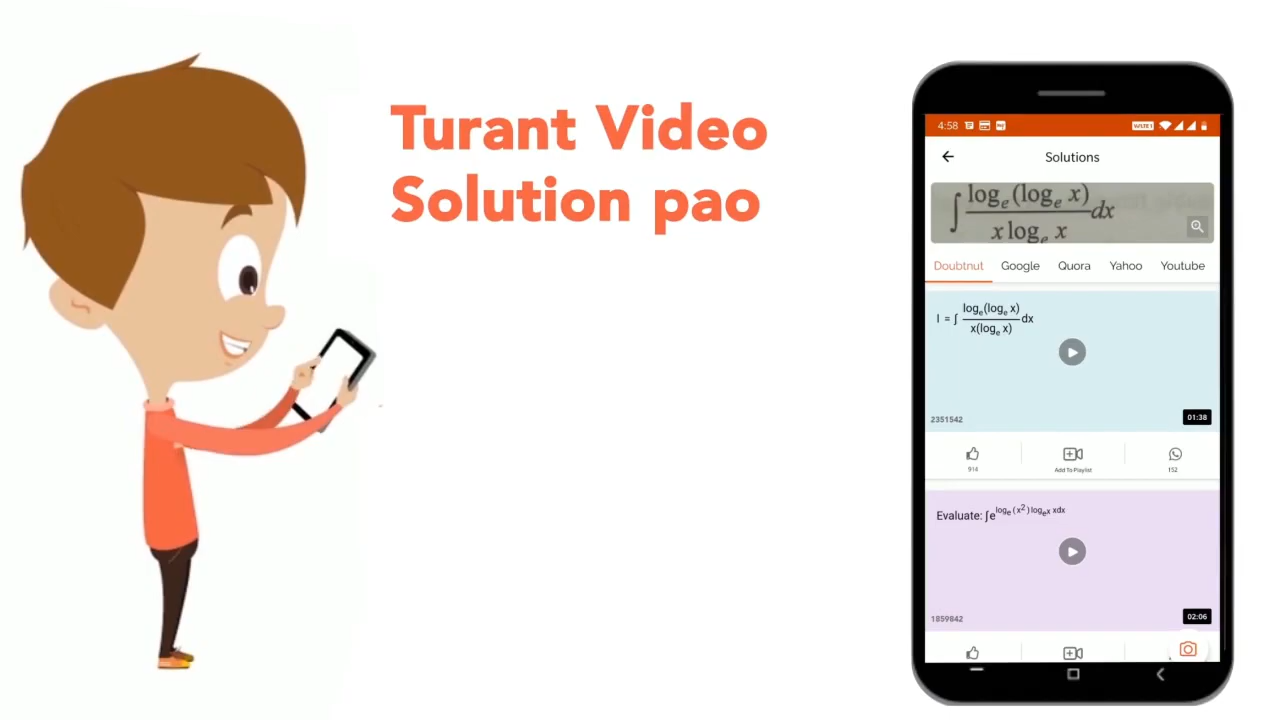 Turant Video
Solution pao
4:58
Solutions
∫ logₑ(logₑ x) / x logₑ x dx
Doubtnut Google Quora Yahoo Youtube
I = ∫ logₑ(logₑ x) / x(logₑ x) dx
2351542 01:38
914 Add To Playlist 152
Evaluate: ∫e^logₑ(x²)logₑx xdx
1859842 02:06